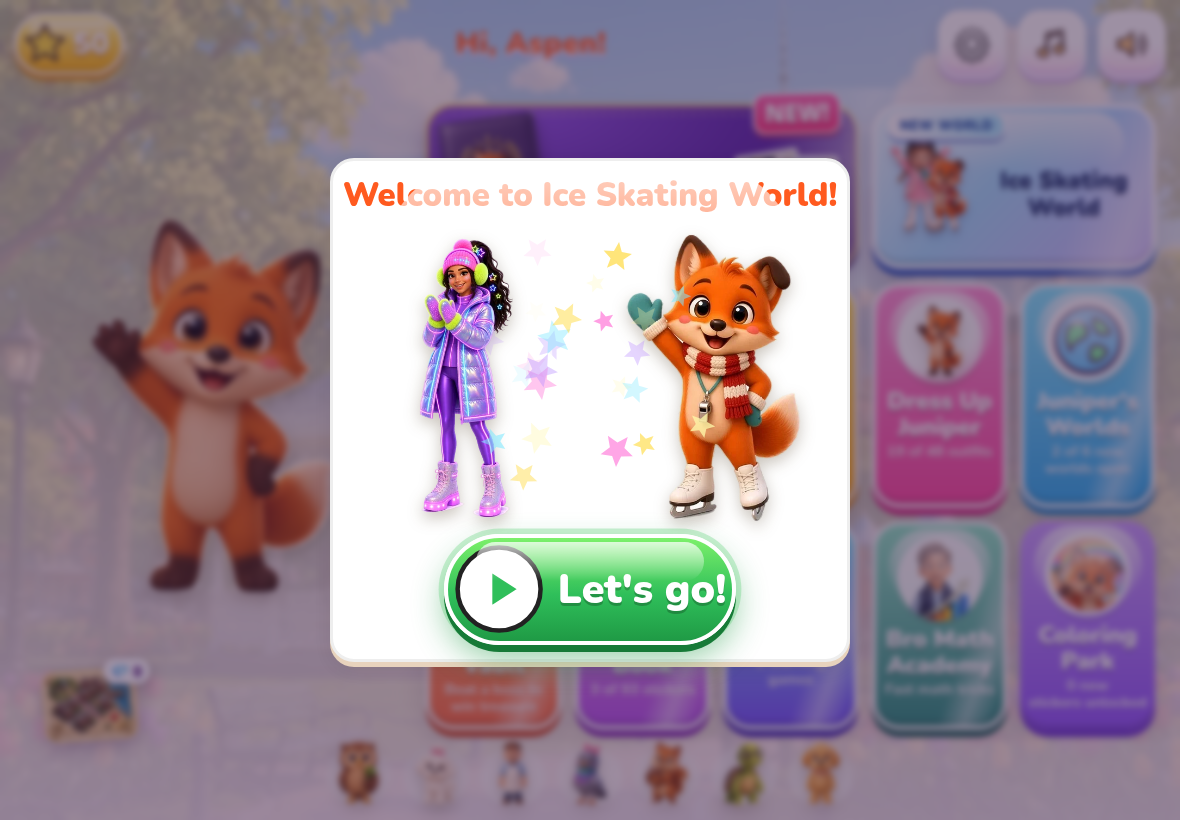 50
Hi, Aspen!
NEW!
NEW WORLD
Ice Skating
World
Welcome to Ice Skating World!
Dress Up
Juniper
Juniper's
Worlds
Let's go!
Bro Math
Academy
Coloring
Park